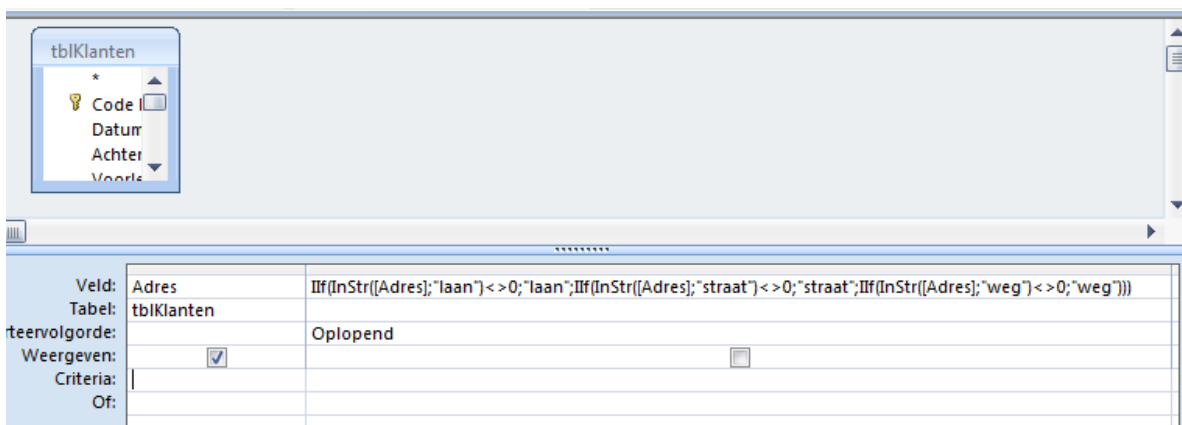 tblKlanten
*
Code
Datum
Achter
Voorle
Veld: Adres IIf(InStr([Adres];"laan")<>0;"laan";IIf(InStr([Adres];"straat")<>0;"straat";IIf(InStr([Adres];"weg")<>0;"weg")))
Tabel: tblKlanten
rteervolgorde: Oplopend
Weergeven:
Criteria:
Of: